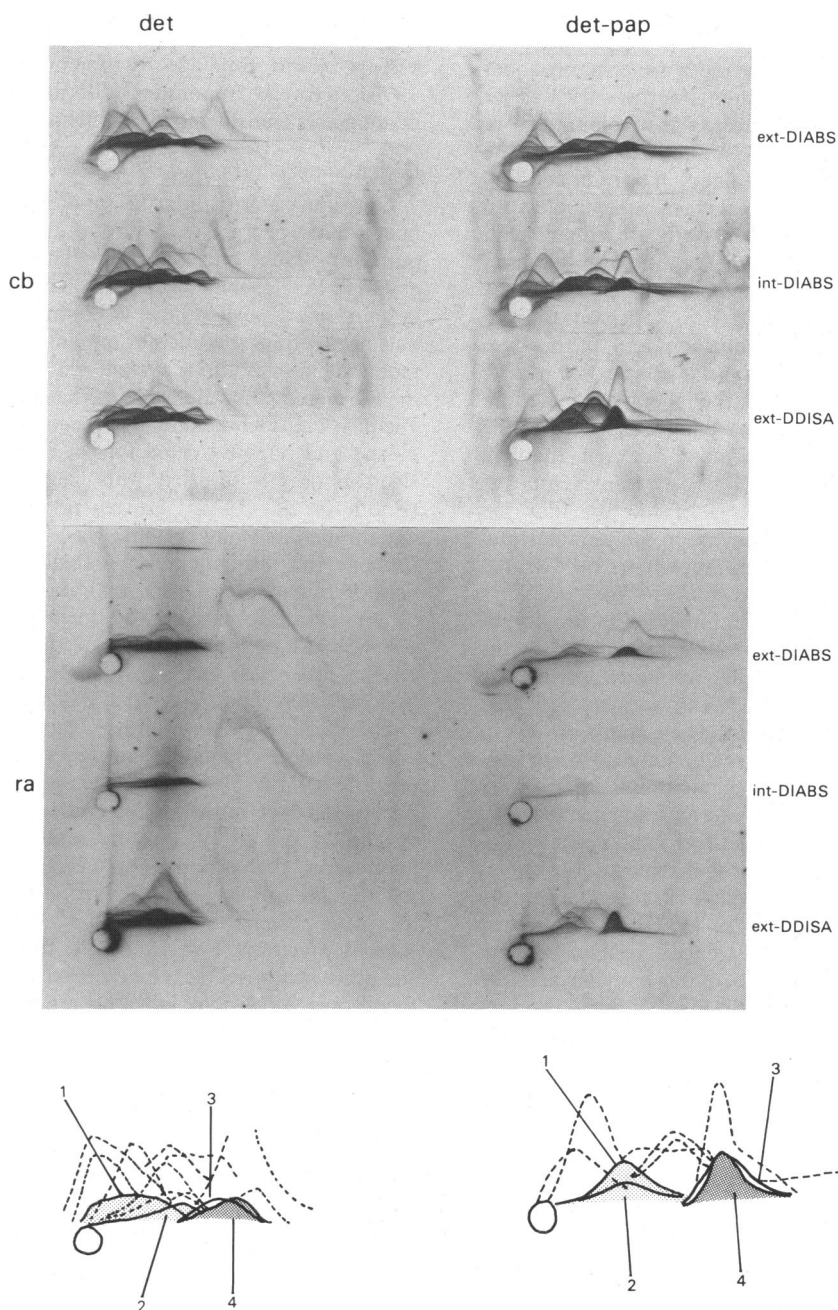 det det-pap
ext-DIABS
cb int-DIABS
ext-DDISA
ext-DIABS
ra int-DIABS
ext-DDISA
1 3
2 4
1 3
2 4